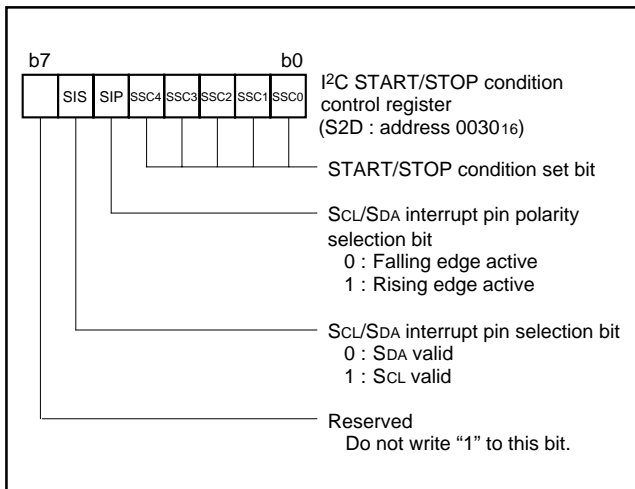 b7 b0
SIS SIP SSC4 SSC3 SSC2 SSC1 SSC0
I2C START/STOP condition
control register
(S2D : address 003016)
START/STOP condition set bit
SCL/SDA interrupt pin polarity
selection bit
0 : Falling edge active
1 : Rising edge active
SCL/SDA interrupt pin selection bit
0 : SDA valid
1 : SCL valid
Reserved
Do not write “1” to this bit.